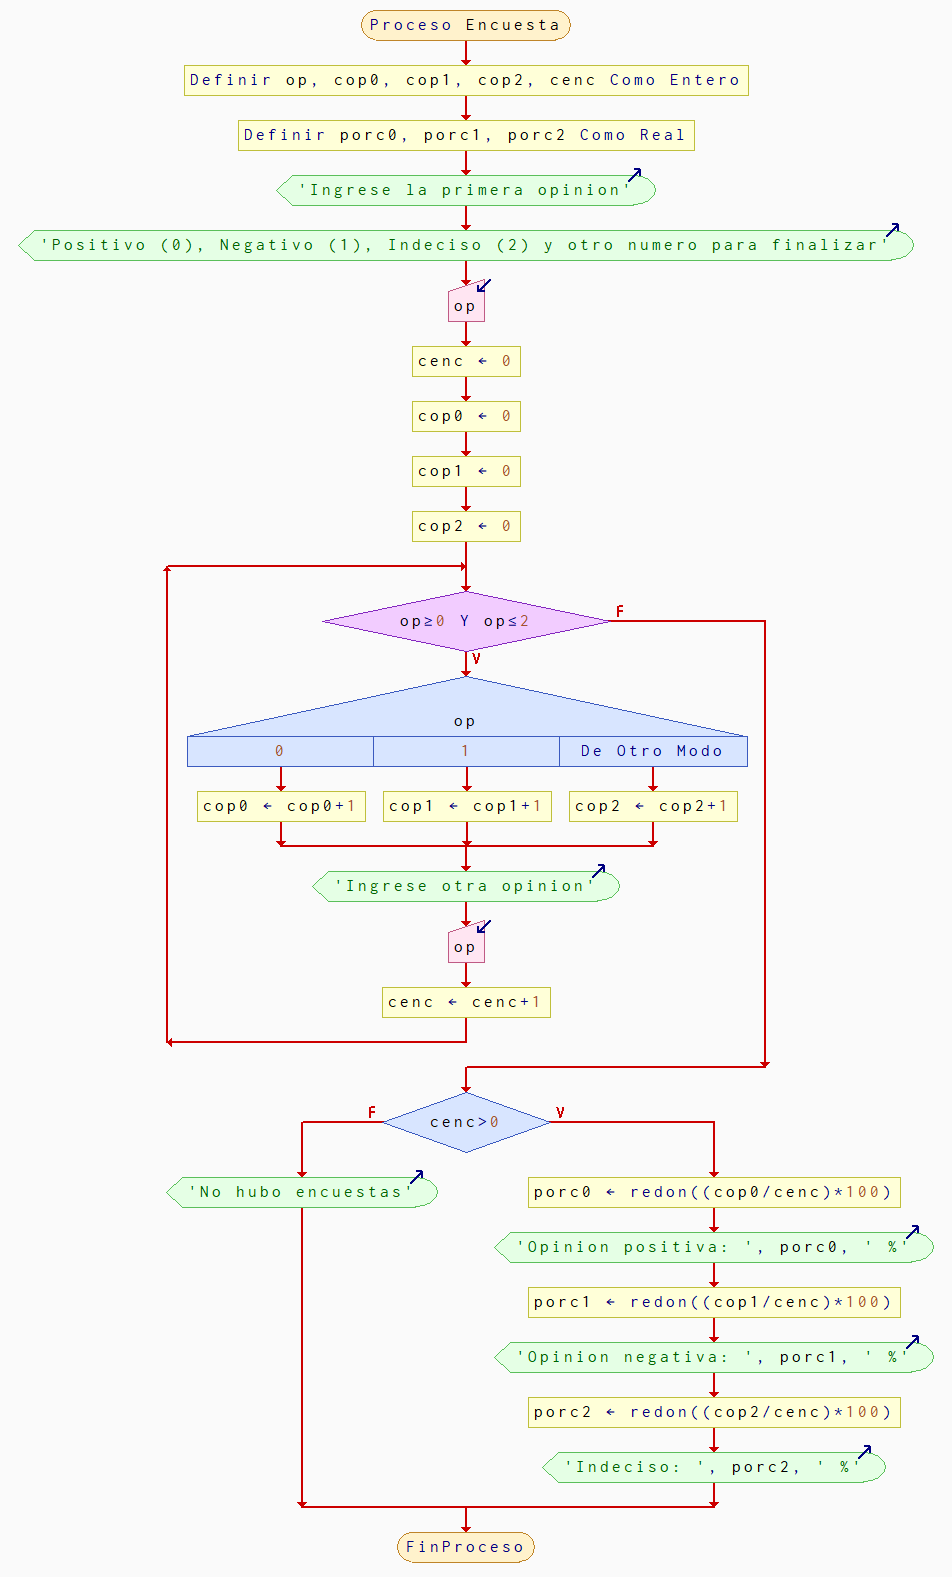 Proceso Encuesta
Definir op, cop0, cop1, cop2, cenc Como Entero
Definir porc0, porc1, porc2 Como Real
'Ingrese la primera opinion'
'Positivo (0), Negativo (1), Indeciso (2) y otro numero para finalizar'
op
cenc ← 0
cop0 ← 0
cop1 ← 0
cop2 ← 0
op≥0 Y op≤2
F
V
op
0 1 De Otro Modo
cop0 ← cop0+1 cop1 ← cop1+1 cop2 ← cop2+1
'Ingrese otra opinion'
op
cenc ← cenc+1
cenc>0
F V
'No hubo encuestas'
porc0 ← redon((cop0/cenc)*100)
'Opinion positiva: ', porc0, ' %'
porc1 ← redon((cop1/cenc)*100)
'Opinion negativa: ', porc1, ' %'
porc2 ← redon((cop2/cenc)*100)
'Indeciso: ', porc2, ' %'
FinProceso